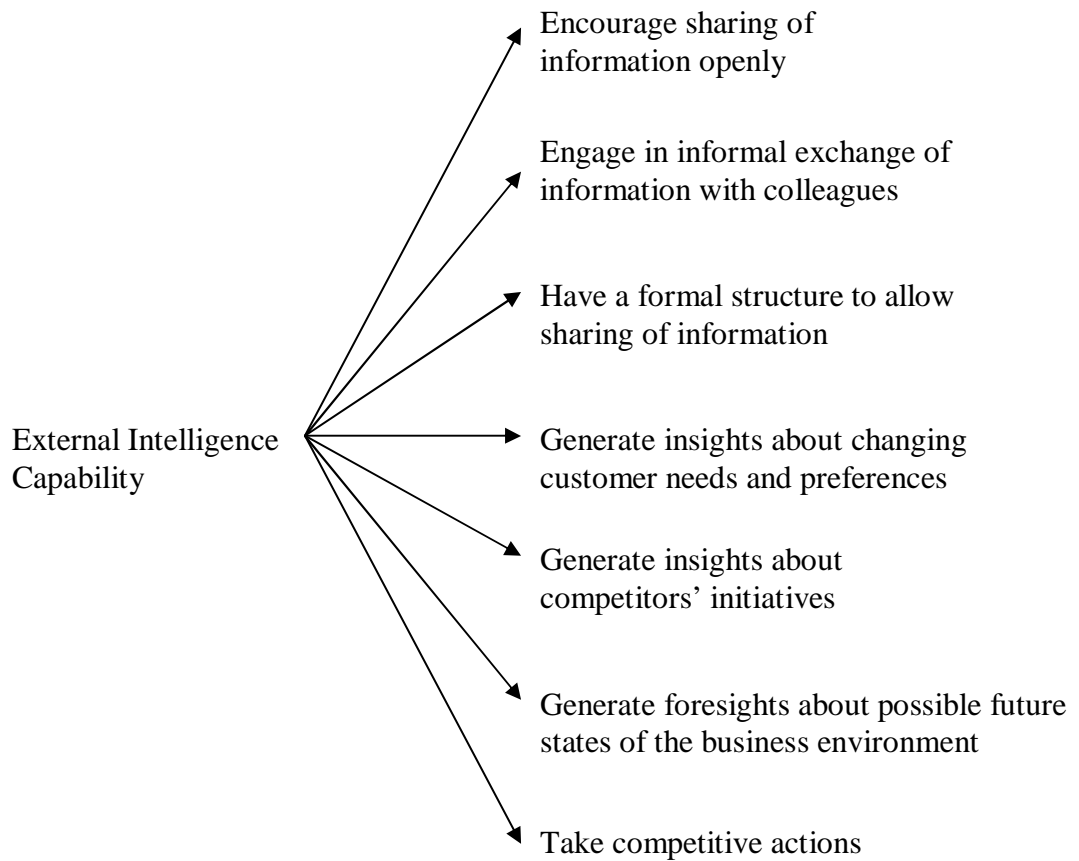 Encourage sharing of
information openly
Engage in informal exchange of
information with colleagues
Have a formal structure to allow
sharing of information
External Intelligence
Capability
Generate insights about changing
customer needs and preferences
Generate insights about
competitors’ initiatives
Generate foresights about possible future
states of the business environment
Take competitive actions